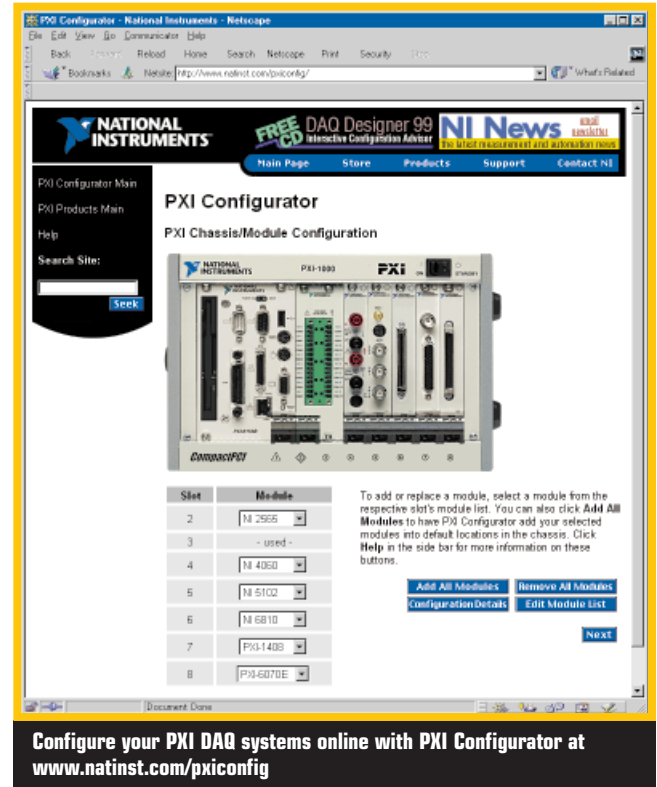 PXI Configurator - National Instruments - Netscape
File Edit View Go Communicator Help
Back Forward Reload Home Search Netscape Print Security Stop
Bookmarks Netsite: http://www.natinst.com/pxiconfig/ What's Related
NATIONAL INSTRUMENTS
FREE CD DAQ Designer 99
Interactive Configuration Advisor
NI News email newsletter
the latest measurement and automation news
Main Page Store Products Support Contact NI
PXI Configurator Main
PXI Products Main
Help
Search Site:
Seek
PXI Configurator
PXI Chassis/Module Configuration
NATIONAL INSTRUMENTS PXI-1000 PXI STANDBY
CompactPCI
Slot Module
2 NI 2565
3 - used -
4 NI 4060
5 NI 5102
6 NI 6810
7 PXI-1408
8 PXI-6070E
To add or replace a module, select a module from the
respective slot's module list. You can also click Add All
Modules to have PXI Configurator add your selected
modules into default locations in the chassis. Click
Help in the side bar for more information on these
buttons.
Add All Modules Remove All Modules
Configuration Details Edit Module List
Next
Document Done
Configure your PXI DAQ systems online with PXI Configurator at
www.natinst.com/pxiconfig